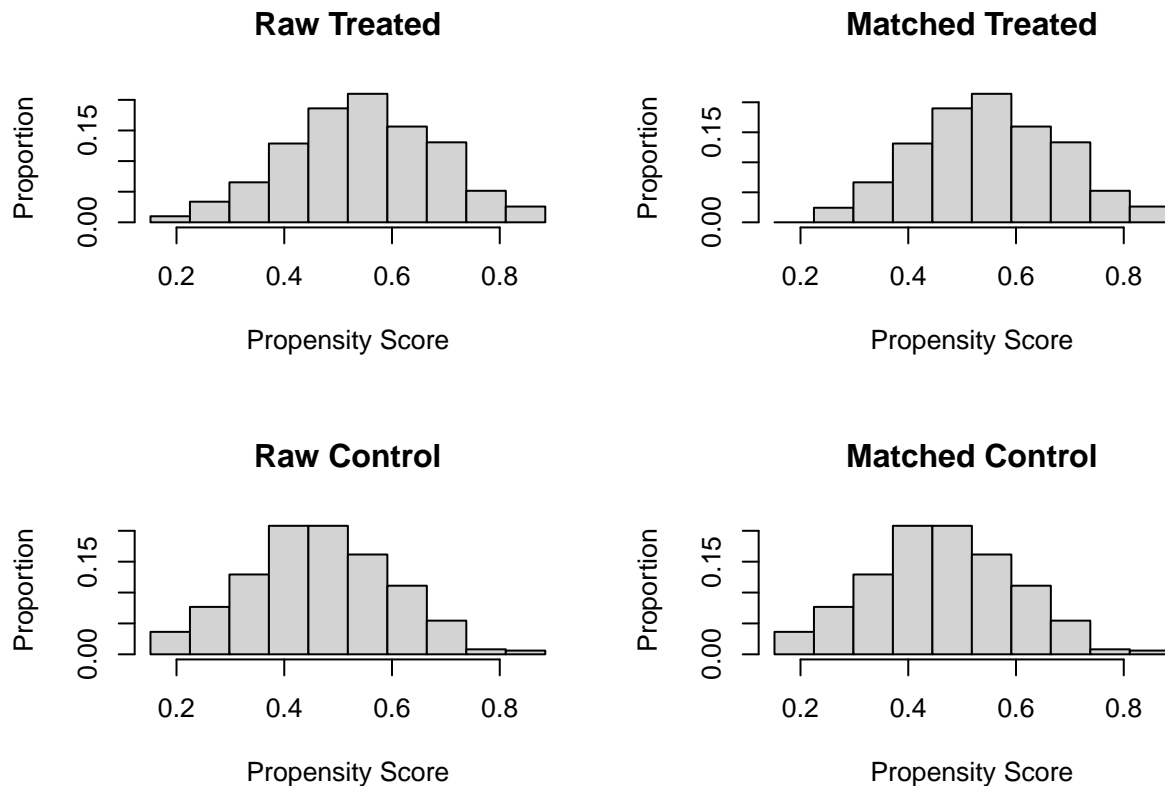 Raw Treated
Proportion
0.00 0.15
0.2 0.4 0.6 0.8
Propensity Score
Matched Treated
Proportion
0.00 0.15
0.2 0.4 0.6 0.8
Propensity Score
Raw Control
Proportion
0.00 0.15
0.2 0.4 0.6 0.8
Propensity Score
Matched Control
Proportion
0.00 0.15
0.2 0.4 0.6 0.8
Propensity Score